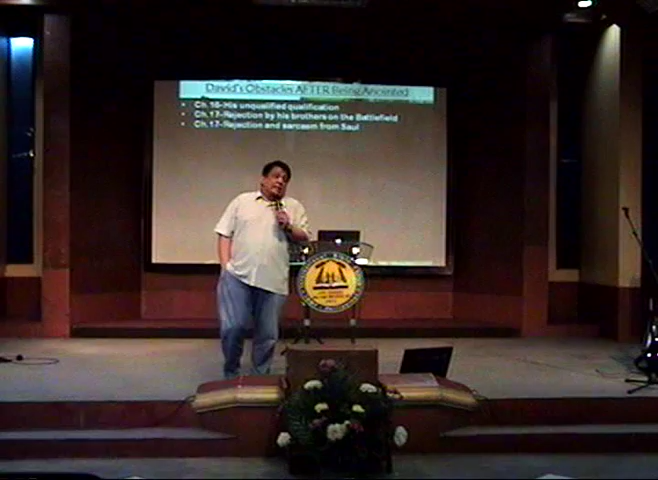 David's Obstacles AFTER Being Anointed
• Ch. 16-His unqualified qualification
• Ch. 17-Rejection by his brothers on the Battlefield
• Ch. 17-Rejection and sarcasm from Saul